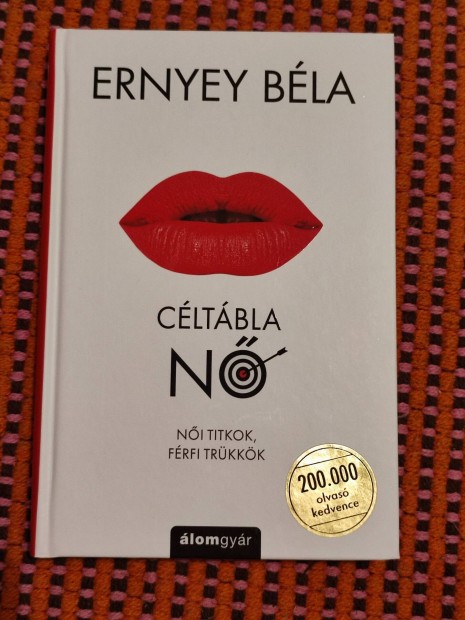 ERNYEY BÉLA
CÉLTÁBLA
NŐ
NŐI TITKOK,
FÉRFI TRÜKKÖK
200.000
olvasó
kedvence
álomgyár